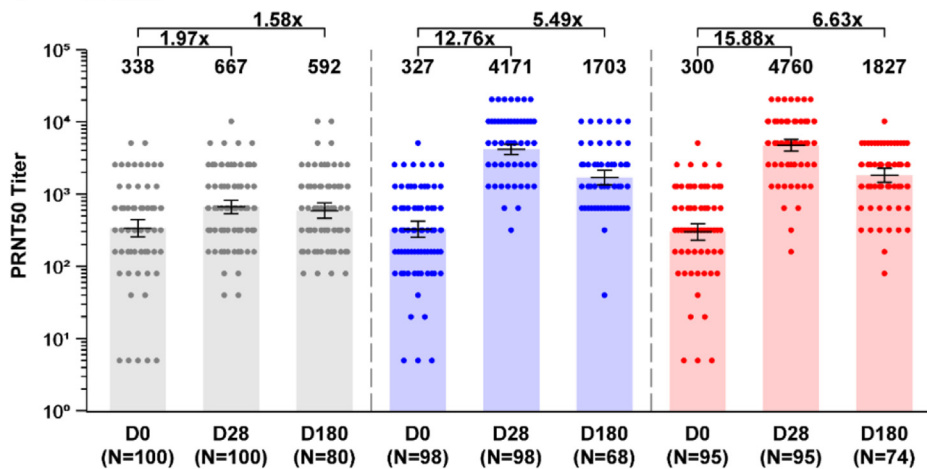 1.58x 5.49x 6.63x
1.97x 12.76x 15.88x
10⁵
338 667 592 327 4171 1703 300 4760 1827
10⁴
10³
10²
10¹
10⁰
PRNT50 Titer
D0 D28 D180 D0 D28 D180 D0 D28 D180
(N=100) (N=100) (N=80) (N=98) (N=98) (N=68) (N=95) (N=95) (N=74)